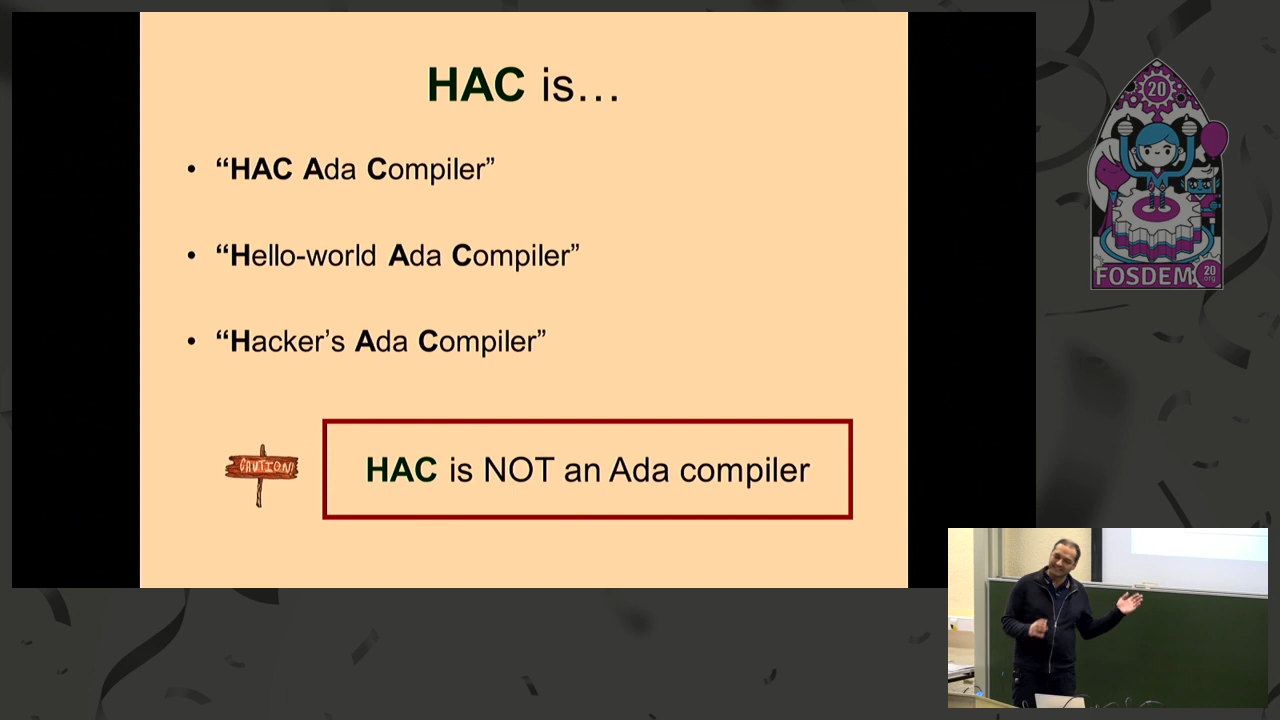 HAC is…
• “HAC Ada Compiler”
• “Hello-world Ada Compiler”
• “Hacker’s Ada Compiler”
CAUTION!
HAC is NOT an Ada compiler
20
FOSDEM
20
org